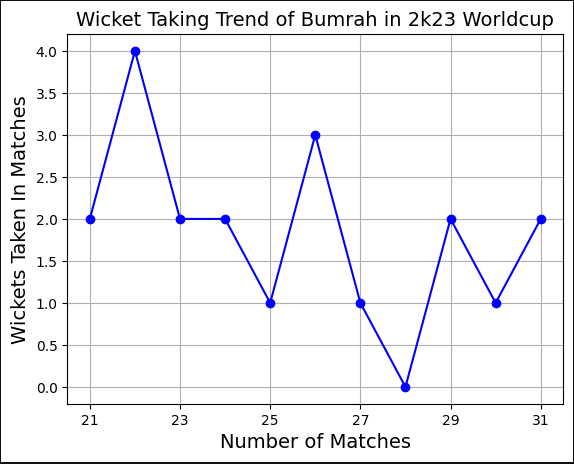 Wicket Taking Trend of Bumrah in 2k23 Worldcup
Wickets Taken In Matches
4.0
3.5
3.0
2.5
2.0
1.5
1.0
0.5
0.0
21 23 25 27 29 31
Number of Matches